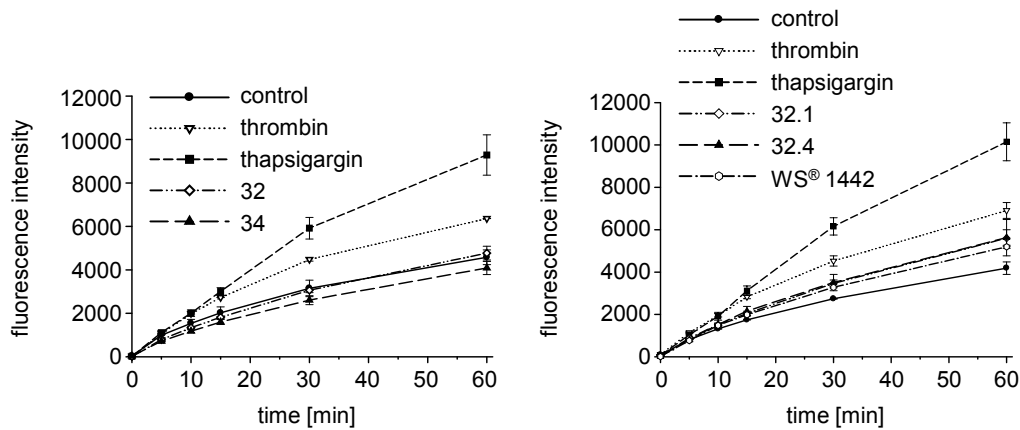 control
thrombin
thapsigargin
32
34
12000
10000
8000
6000
4000
2000
0
fluorescence intensity
0 10 20 30 40 50 60
time [min]
control
thrombin
thapsigargin
32.1
32.4
WS® 1442
12000
10000
8000
6000
4000
2000
0
fluorescence intensity
0 10 20 30 40 50 60
time [min]